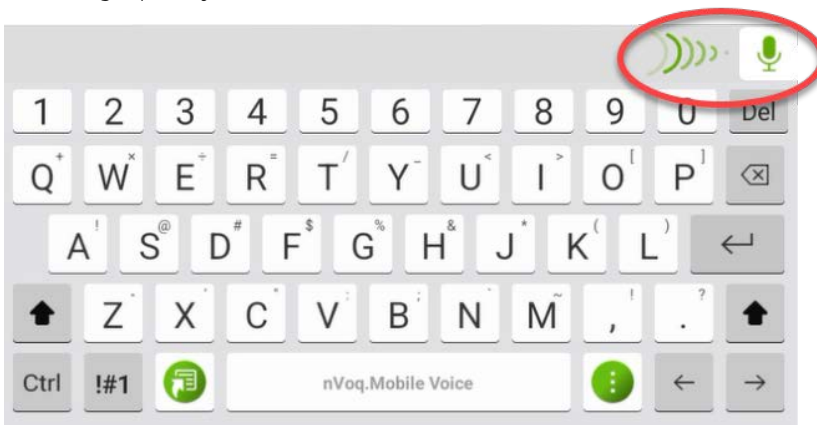 1 2 3 4 5 6 7 8 9 0 Del
Q + W × E ÷ R = T / Y - U < I > O [ P ]
A ! S @ D # F $ G % H & J * K ( L )
Z X C V : B ; N M ~ , ! . ?
Ctrl !#1 nVoq.Mobile Voice ← →